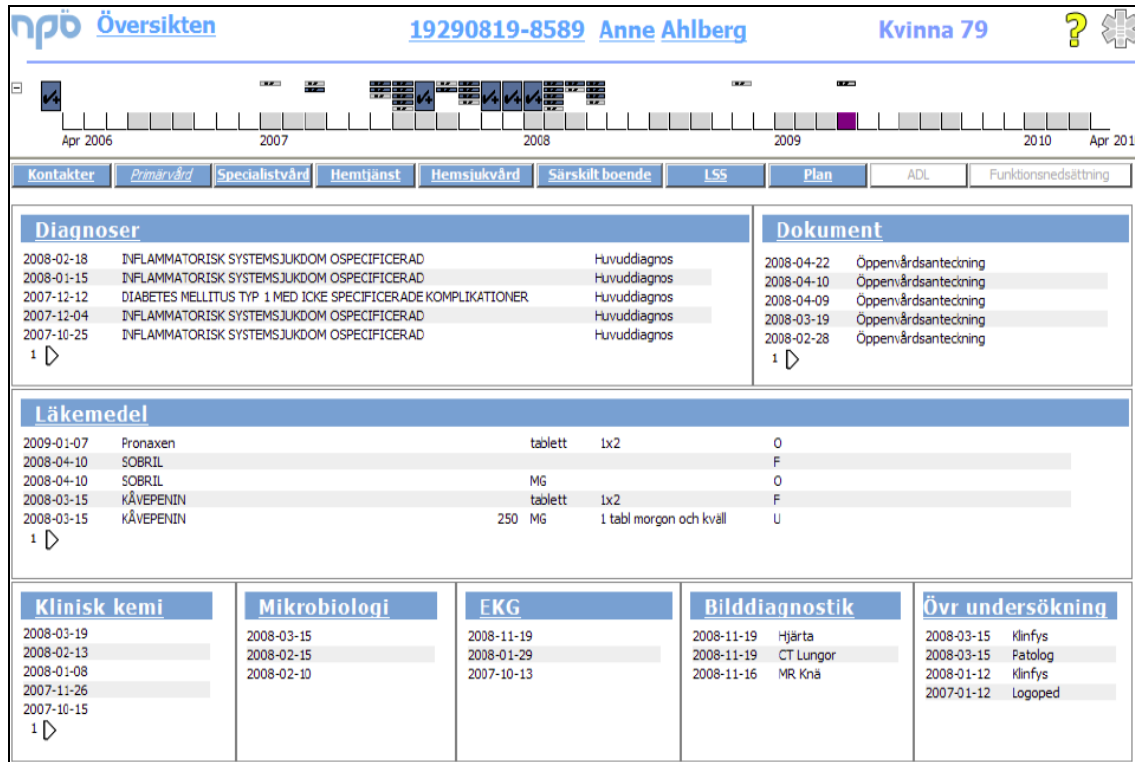 npö Översikten 19290819-8589 Anne Ahlberg Kvinna 79 ?
Apr 2006 2007 2008 2009 2010 Apr 201
Kontakter Primärvård Specialistvård Hemtjänst Hemsjukvård Särskilt boende LSS Plan ADL Funktionsnedsättning
Diagnoser
2008-02-18 INFLAMMATORISK SYSTEMSJUKDOM OSPECIFICERAD Huvuddiagnos
2008-01-15 INFLAMMATORISK SYSTEMSJUKDOM OSPECIFICERAD Huvuddiagnos
2007-12-12 DIABETES MELLITUS TYP 1 MED ICKE SPECIFICERADE KOMPLIKATIONER Huvuddiagnos
2007-12-04 INFLAMMATORISK SYSTEMSJUKDOM OSPECIFICERAD Huvuddiagnos
2007-10-25 INFLAMMATORISK SYSTEMSJUKDOM OSPECIFICERAD Huvuddiagnos
1
Dokument
2008-04-22 Öppenvårdsanteckning
2008-04-10 Öppenvårdsanteckning
2008-04-09 Öppenvårdsanteckning
2008-03-19 Öppenvårdsanteckning
2008-02-28 Öppenvårdsanteckning
1
Läkemedel
2009-01-07 Pronaxen tablett 1x2 O
2008-04-10 SOBRIL F
2008-04-10 SOBRIL MG O
2008-03-15 KÅVEPENIN tablett 1x2 F
2008-03-15 KÅVEPENIN 250 MG 1 tabl morgon och kväll U
1
Klinisk kemi
2008-03-19
2008-02-13
2008-01-08
2007-11-26
2007-10-15
1
Mikrobiologi
2008-03-15
2008-02-15
2008-02-10
EKG
2008-11-19
2008-01-29
2007-10-13
Bilddiagnostik
2008-11-19 Hjärta
2008-11-19 CT Lungor
2008-11-16 MR Knä
Övr undersökning
2008-03-15 Klinfys
2008-03-15 Patolog
2008-01-12 Klinfys
2007-01-12 Logoped